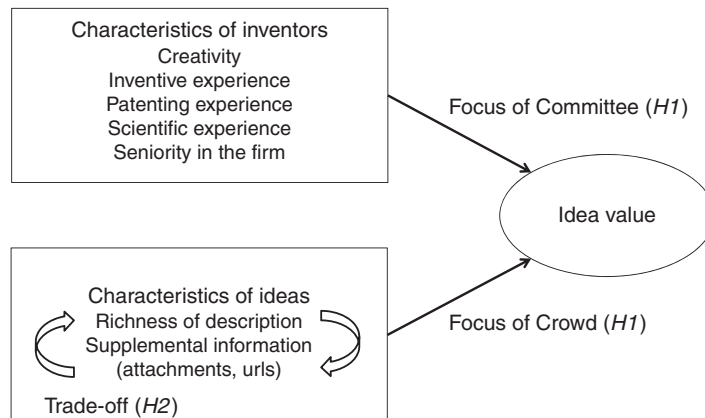 Characteristics of inventors
Creativity
Inventive experience
Patenting experience
Scientific experience
Seniority in the firm
Focus of Committee (H1)
Idea value
Characteristics of ideas
Richness of description
Supplemental information
(attachments, urls)
Trade-off (H2)
Focus of Crowd (H1)